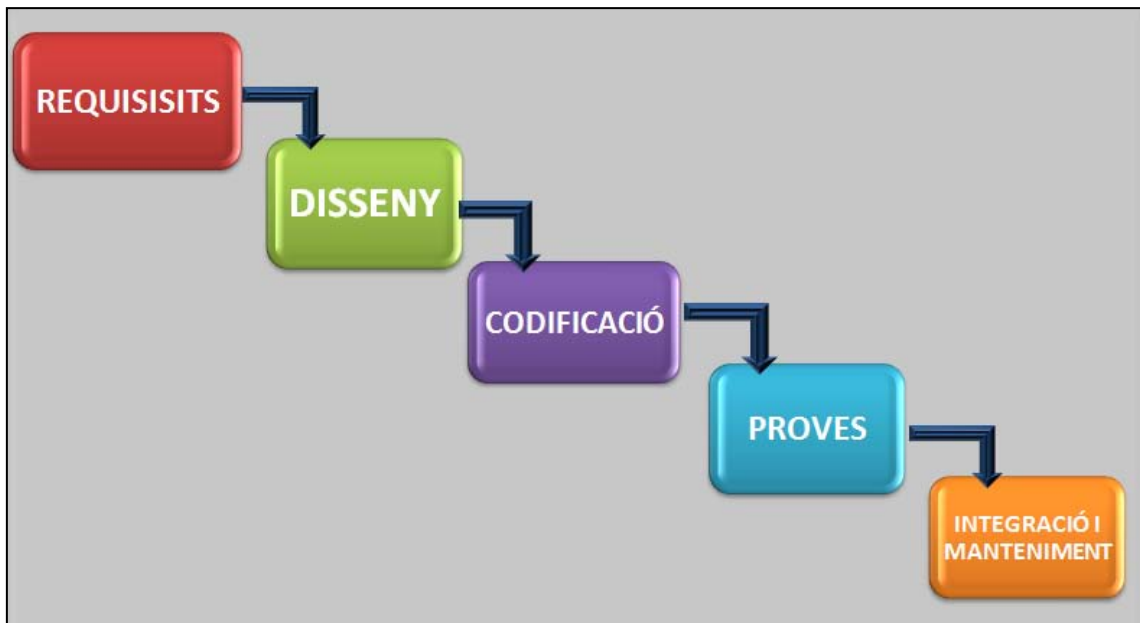 REQUISISITS
DISSENY
CODIFICACIÓ
PROVES
INTEGRACIÓ I
MANTENIMENT